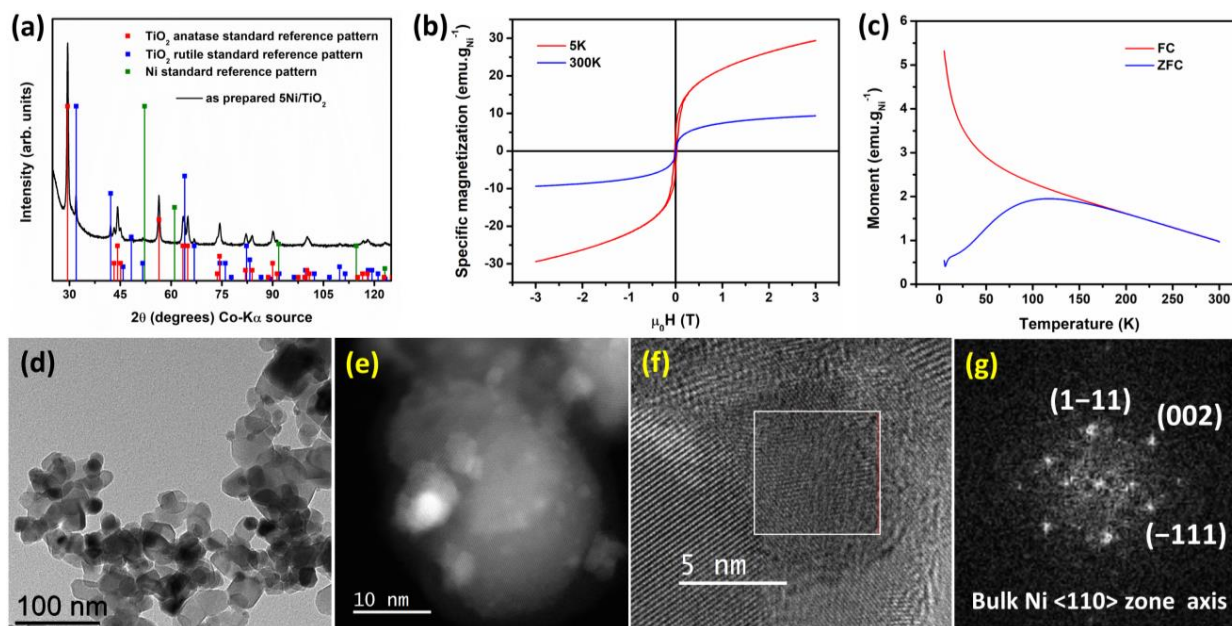 (a)
TiO2 anatase standard reference pattern
TiO2 rutile standard reference pattern
Ni standard reference pattern
as prepared 5Ni/TiO2
Intensity (arb. units)
30 45 60 75 90 105 120
2θ (degrees) Co-Kα source
(b)
5K
300K
Specific magnetization (emu.gNi⁻¹)
30
20
10
0
-10
-20
-30
-3 -2 -1 0 1 2 3
μ0H (T)
(c)
FC
ZFC
Moment (emu.gNi⁻¹)
6
5
4
3
2
1
0
0 50 100 150 200 250 300
Temperature (K)
(d)
100 nm
(e)
10 nm
(f)
5 nm
(g)
(1−11)
(002)
(−111)
Bulk Ni <110> zone axis